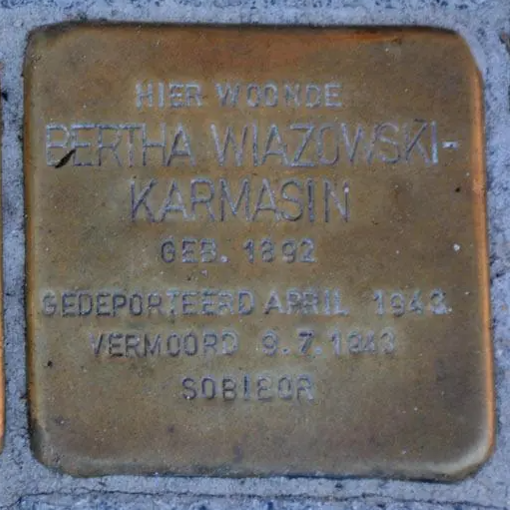 HIER WOONDE
BERTHA WIAZOWSKI-
KARMASIN
GEB. 1892
GEDEPORTEERD APRIL 1943
VERMOORD 9.7.1943
SOBIBOR